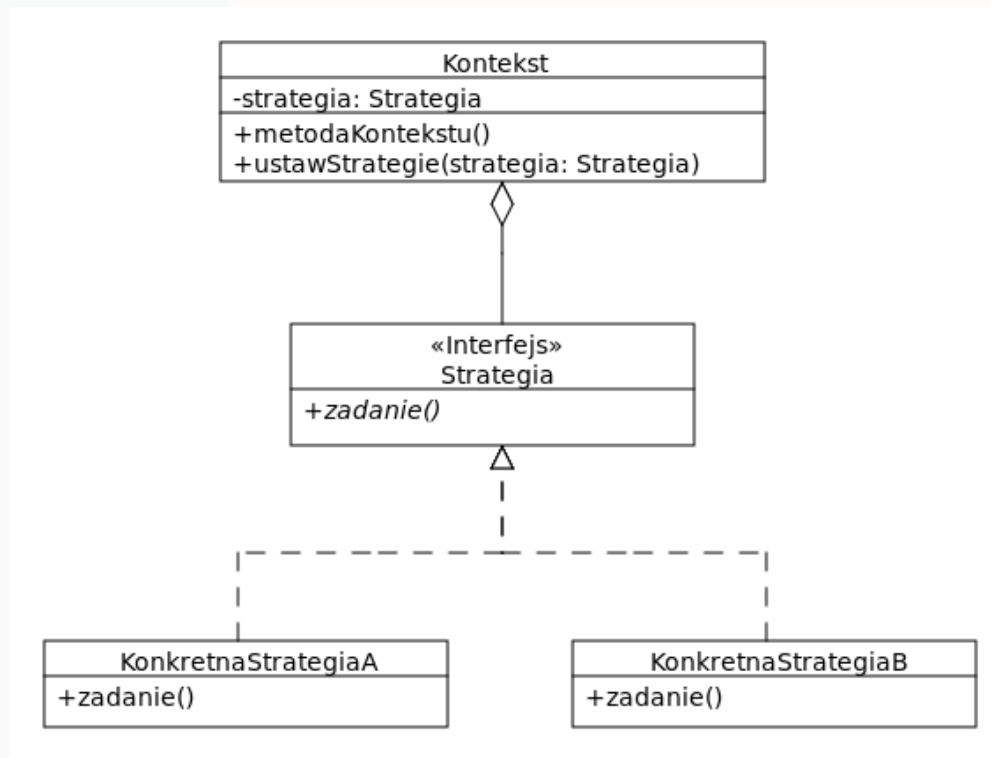 Kontekst
-strategia: Strategia
+metodaKontekstu()
+ustawStrategie(strategia: Strategia)
«Interfejs»
Strategia
+zadanie()
KonkretnaStrategiaA
+zadanie()
KonkretnaStrategiaB
+zadanie()